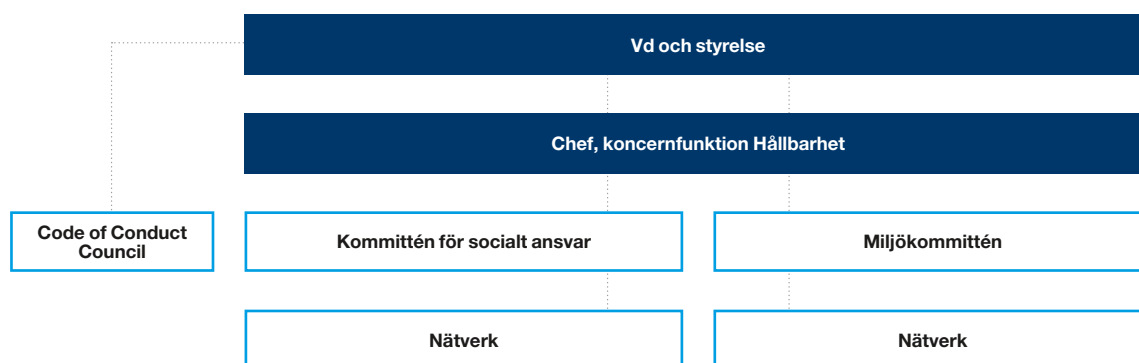 Vd och styrelse
Chef, koncernfunktion Hållbarhet
Code of Conduct
Council
Kommittén för socialt ansvar
Miljökommittén
Nätverk
Nätverk